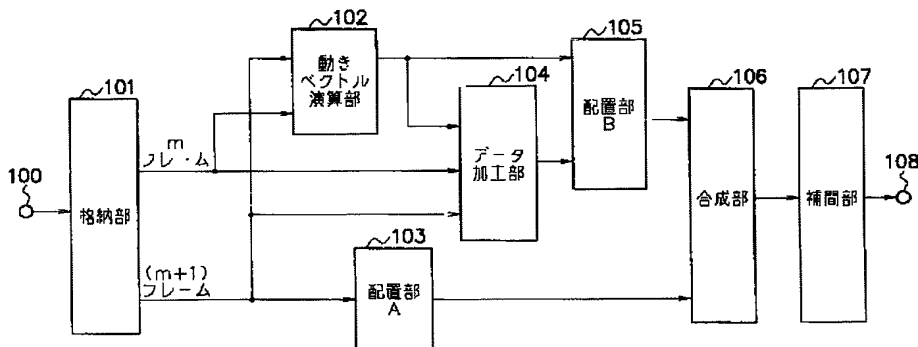 100
101
格納部
m
フレーム
(m+1)
フレーム
102
動き
ベクトル
演算部
103
配置部
A
104
データ
加工部
105
配置部
B
106
合成部
107
補間部
108